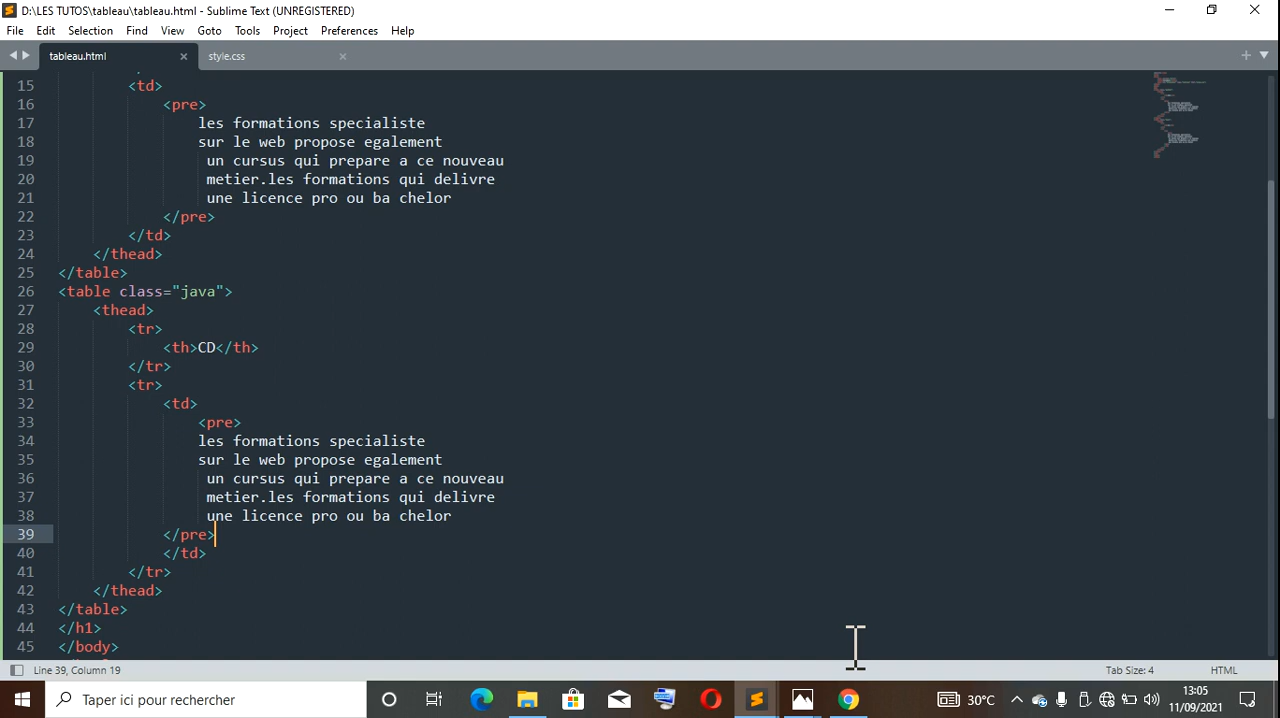 D:\LES TUTOS\tableau\tableau.html - Sublime Text (UNREGISTERED)
File Edit Selection Find View Goto Tools Project Preferences Help
tableau.html style.css
15 <td>
16 <pre>
17 les formations specialiste
18 sur le web propose egalement
19 un cursus qui prepare a ce nouveau
20 metier.les formations qui delivre
21 une licence pro ou ba chelor
22 </pre>
23 </td>
24 </thead>
25 </table>
26 <table class="java">
27 <thead>
28 <tr>
29 <th>CD</th>
30 </tr>
31 <tr>
32 <td>
33 <pre>
34 les formations specialiste
35 sur le web propose egalement
36 un cursus qui prepare a ce nouveau
37 metier.les formations qui delivre
38 une licence pro ou ba chelor
39 </pre>
40 </td>
41 </tr>
42 </thead>
43 </table>
44 </h1>
45 </body>
Line 39, Column 19 Tab Size: 4 HTML
Taper ici pour rechercher 30°C 13:05
11/09/2021